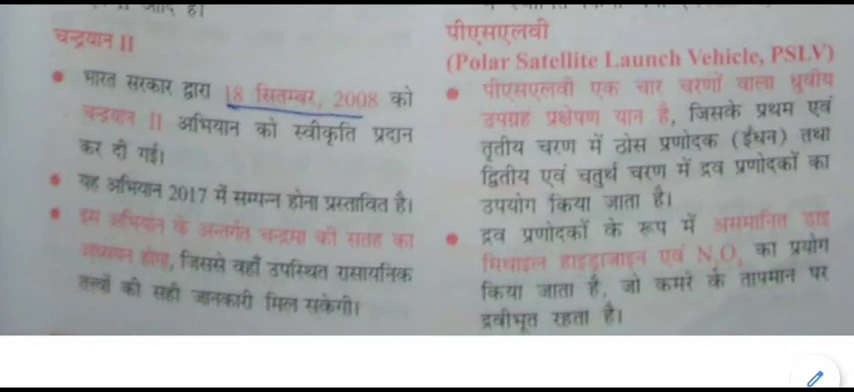 आदि है।
चन्द्रयान II
• भारत सरकार द्वारा 18 सितम्बर, 2008 को
चन्द्रयान II अभियान को स्वीकृति प्रदान
कर दी गई।
• यह अभियान 2017 में सम्पन्न होना प्रस्तावित है।
• इस अभियान के अन्तर्गत चन्द्रमा की सतह का
अध्ययन होगा, जिससे वहाँ उपस्थित रासायनिक
तत्त्वों की सही जानकारी मिल सकेगी।
पीएसएलवी
(Polar Satellite Launch Vehicle, PSLV)
• पीएसएलवी एक चार चरणों वाला ध्रुवीय
उपग्रह प्रक्षेपण यान है, जिसके प्रथम एवं
तृतीय चरण में ठोस प्रणोदक (ईंधन) तथा
द्वितीय एवं चतुर्थ चरण में द्रव प्रणोदकों का
उपयोग किया जाता है।
• द्रव प्रणोदकों के रूप में असममित डाइ
मिथाइल हाइड्राजाइन एवं N₂O₄ का प्रयोग
किया जाता है, जो कमरे के तापमान पर
द्रवीभूत रहता है।